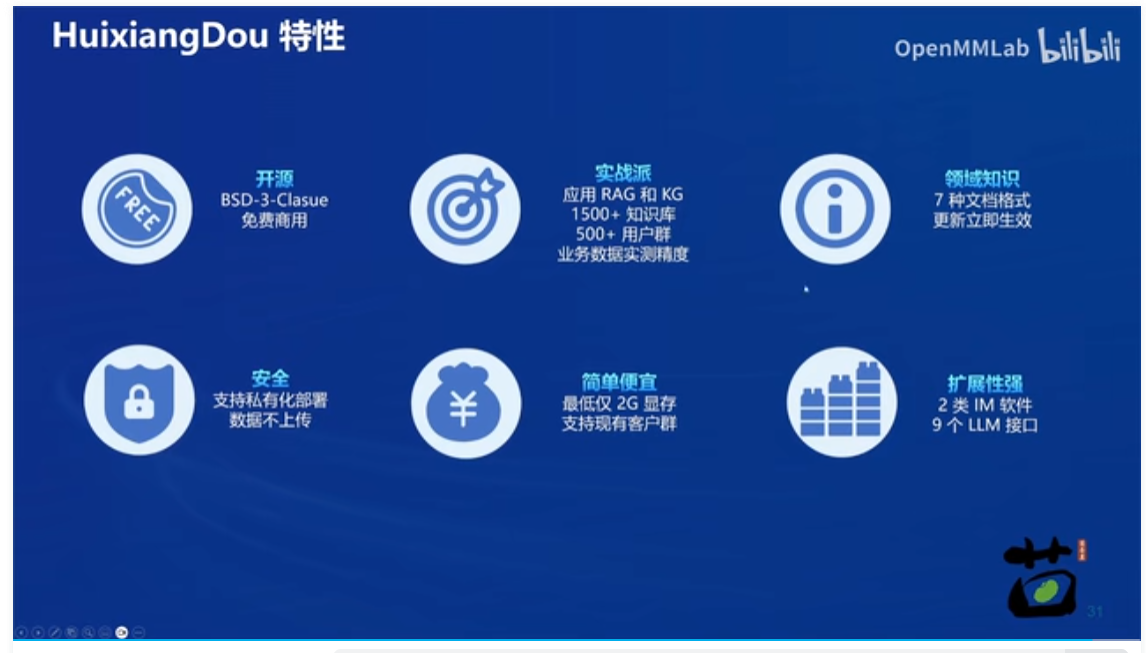 HuixiangDou 特性
OpenMMLab bilibili
FREE
开源
BSD-3-Clasue
免费商用
实战派
应用 RAG 和 KG
1500+ 知识库
500+ 用户群
业务数据实测精度
领域知识
7 种文档格式
更新立即生效
安全
支持私有化部署
数据不上传
¥
简单便宜
最低仅 2G 显存
支持现有客户群
扩展性强
2 类 IM 软件
9 个 LLM 接口
31